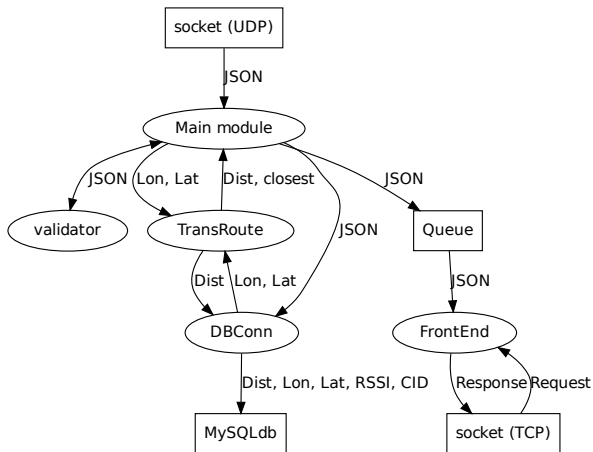 socket (UDP)
JSON
Main module
JSON
Lon, Lat
Dist, closest
JSON
validator
TransRoute
JSON
Queue
Dist
Lon, Lat
JSON
DBConn
FrontEnd
Dist, Lon, Lat, RSSI, CID
Response
Request
MySQLdb
socket (TCP)